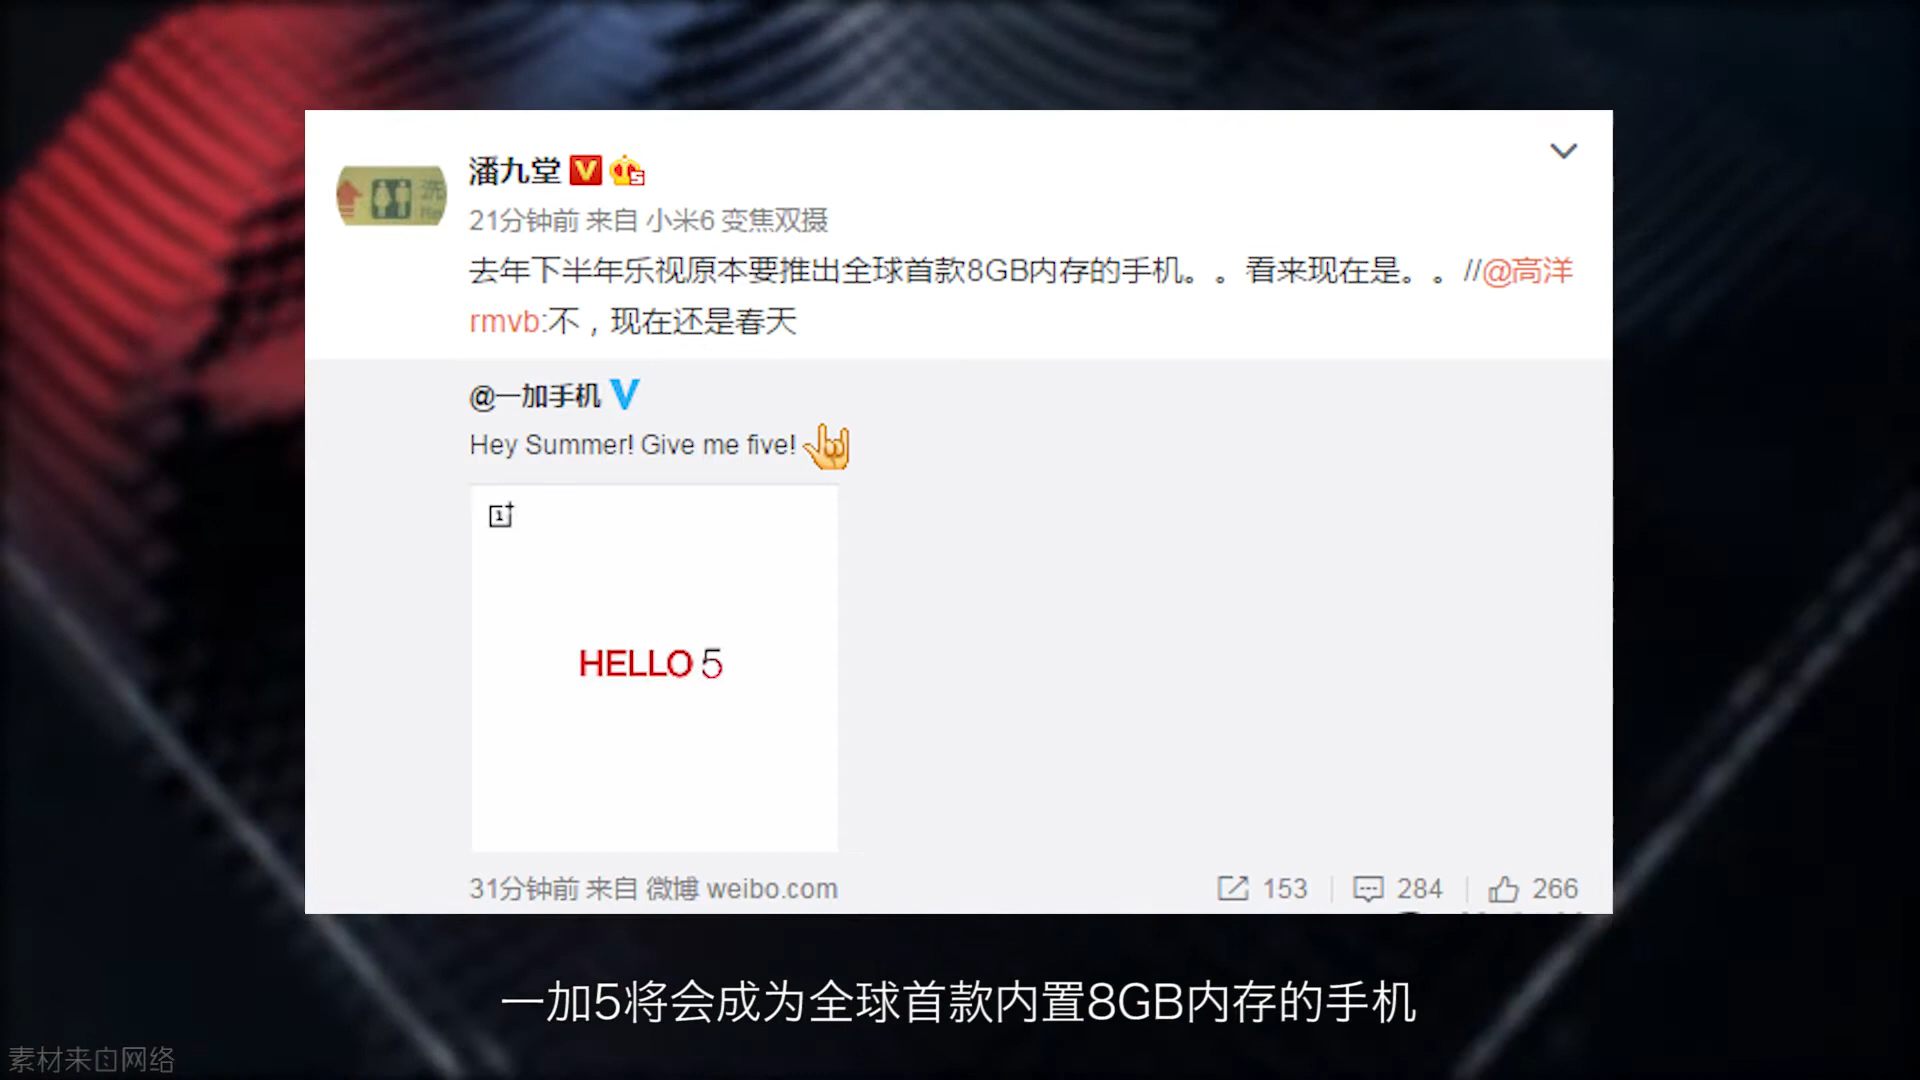 潘九堂
21分钟前 来自 小米6 变焦双摄
去年下半年乐视原本要推出全球首款8GB内存的手机。。看来现在是。。//@高洋
rmvb:不，现在还是春天
@一加手机
Hey Summer! Give me five!
HELLO 5
31分钟前 来自 微博 weibo.com
153 284 266
一加5将会成为全球首款内置8GB内存的手机
素材来自网络